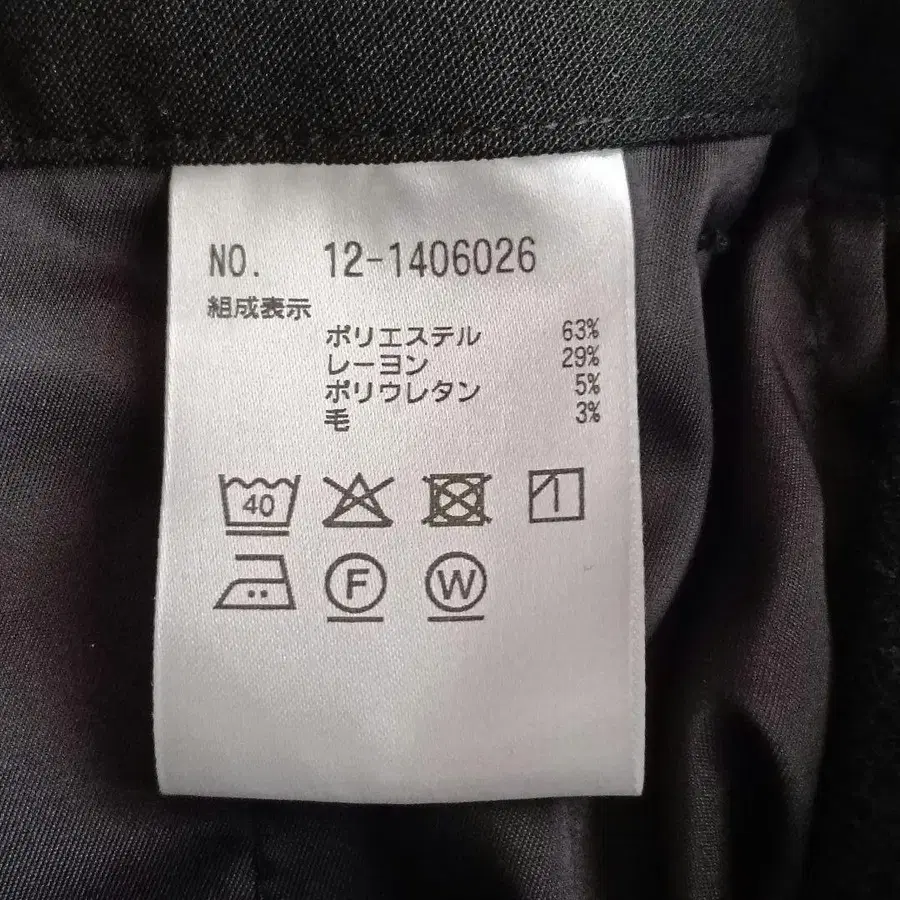 NO. 12-1406026
組成表示
ポリエステル 63%
レーヨン 29%
ポリウレタン 5%
毛 3%
40
F W